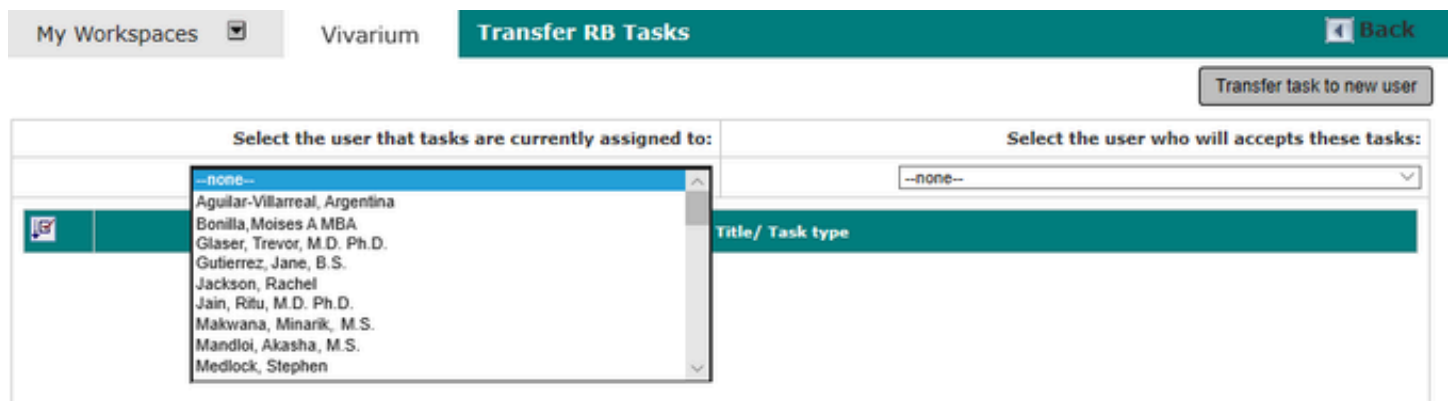 My Workspaces Vivarium Transfer RB Tasks Back
Transfer task to new user
Select the user that tasks are currently assigned to: Select the user who will accepts these tasks:
--none-- --none--
Aguilar-Villarreal, Argentina
Bonilla,Moises A MBA
Glaser, Trevor, M.D. Ph.D.
Title/ Task type
Gutierrez, Jane, B.S.
Jackson, Rachel
Jain, Ritu, M.D. Ph.D.
Makwana, Minarik, M.S.
Mandloi, Akasha, M.S.
Medlock, Stephen